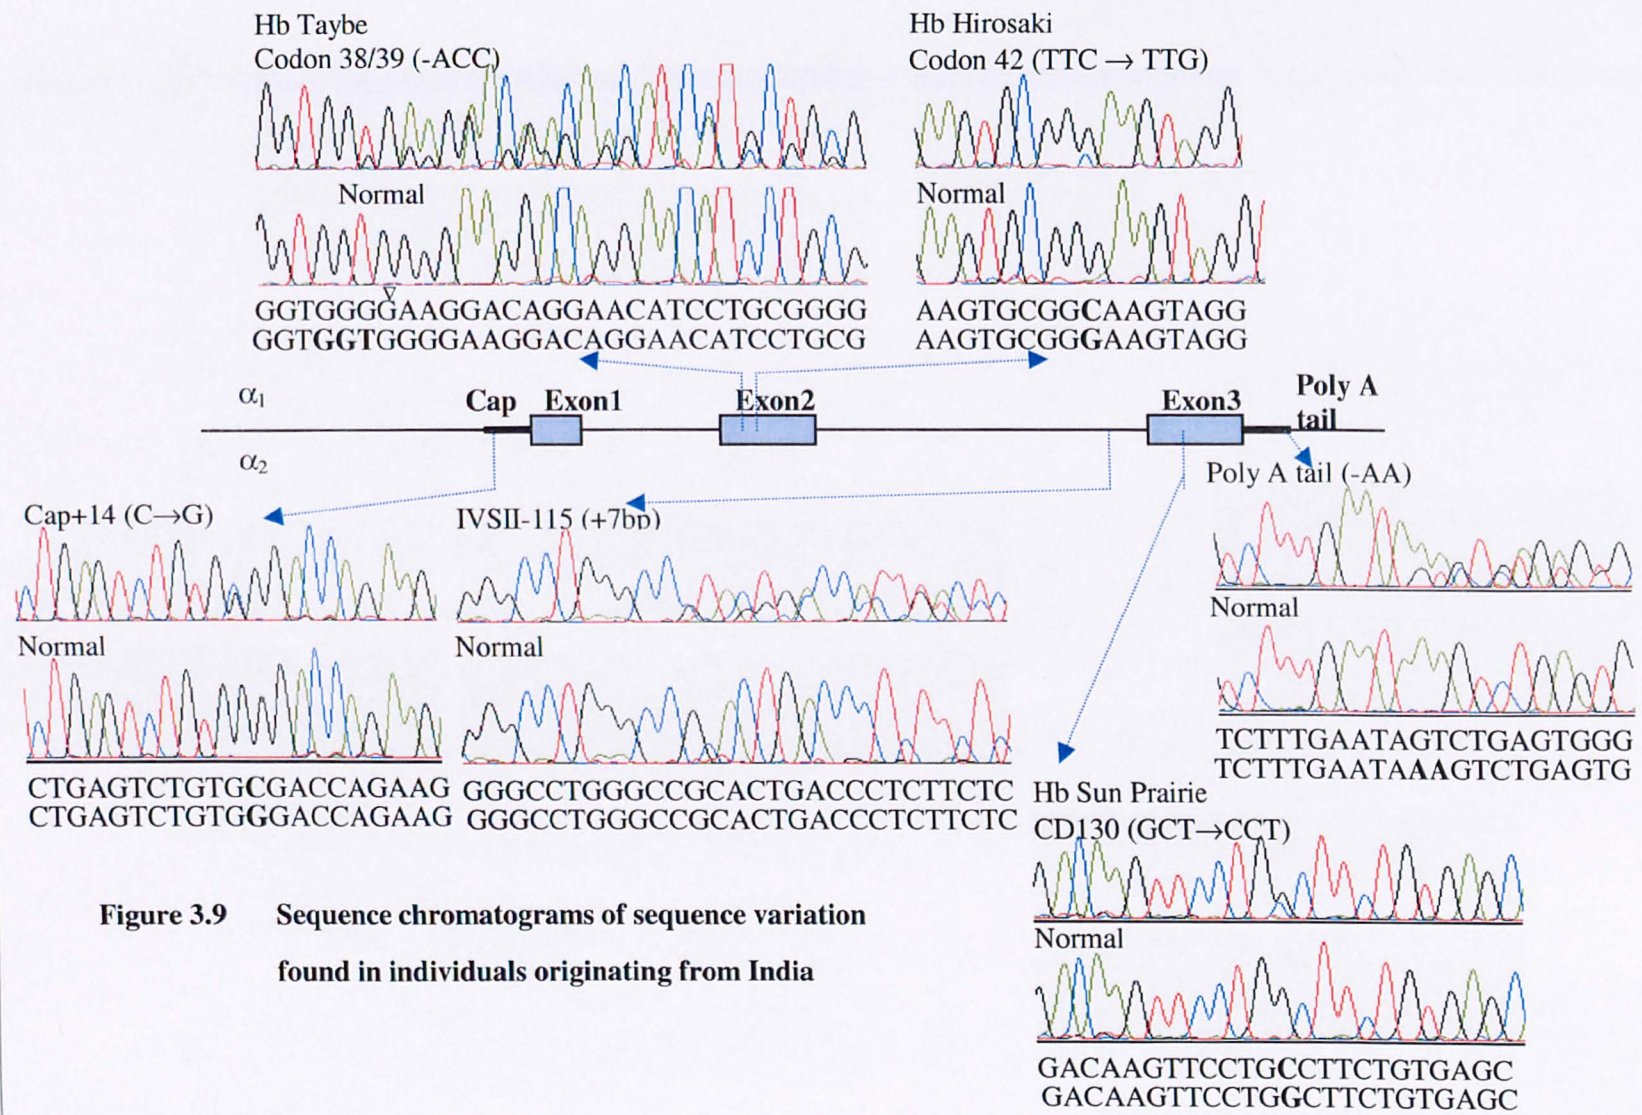 Hb Taybe
Codon 38/39 (-ACC)
Normal
GGTGGGGAAGGACAGGAACATCCTGCGGGG
GGTGGTGGGGAAGGACAGGAACATCCTGCG
Hb Hirosaki
Codon 42 (TTC → TTG)
Normal
AAGTGCGGCAAGTAGG
AAGTGCGGGAAGTAGG
α1
Cap
Exon1
Exon2
Exon3
Poly A
tail
α2
Cap+14 (C→G)
Normal
CTGAGTCTGTGCGACCAGAAG
CTGAGTCTGTGGGACCAGAAG
IVSII-115 (+7bp)
Normal
GGGCCTGGGCCGCACTGACCCTCTTCTC
GGGCCTGGGCCGCACTGACCCTCTTCTC
Poly A tail (-AA)
Normal
TCTTTGAATAGTCTGAGTGGG
TCTTTGAATAAAGTCTGAGTG
Hb Sun Prairie
CD130 (GCT→CCT)
Normal
GACAAGTTCCTGCCTTCTGTGAGC
GACAAGTTCCTGGCTTCTGTGAGC
Figure 3.9 Sequence chromatograms of sequence variation
found in individuals originating from India